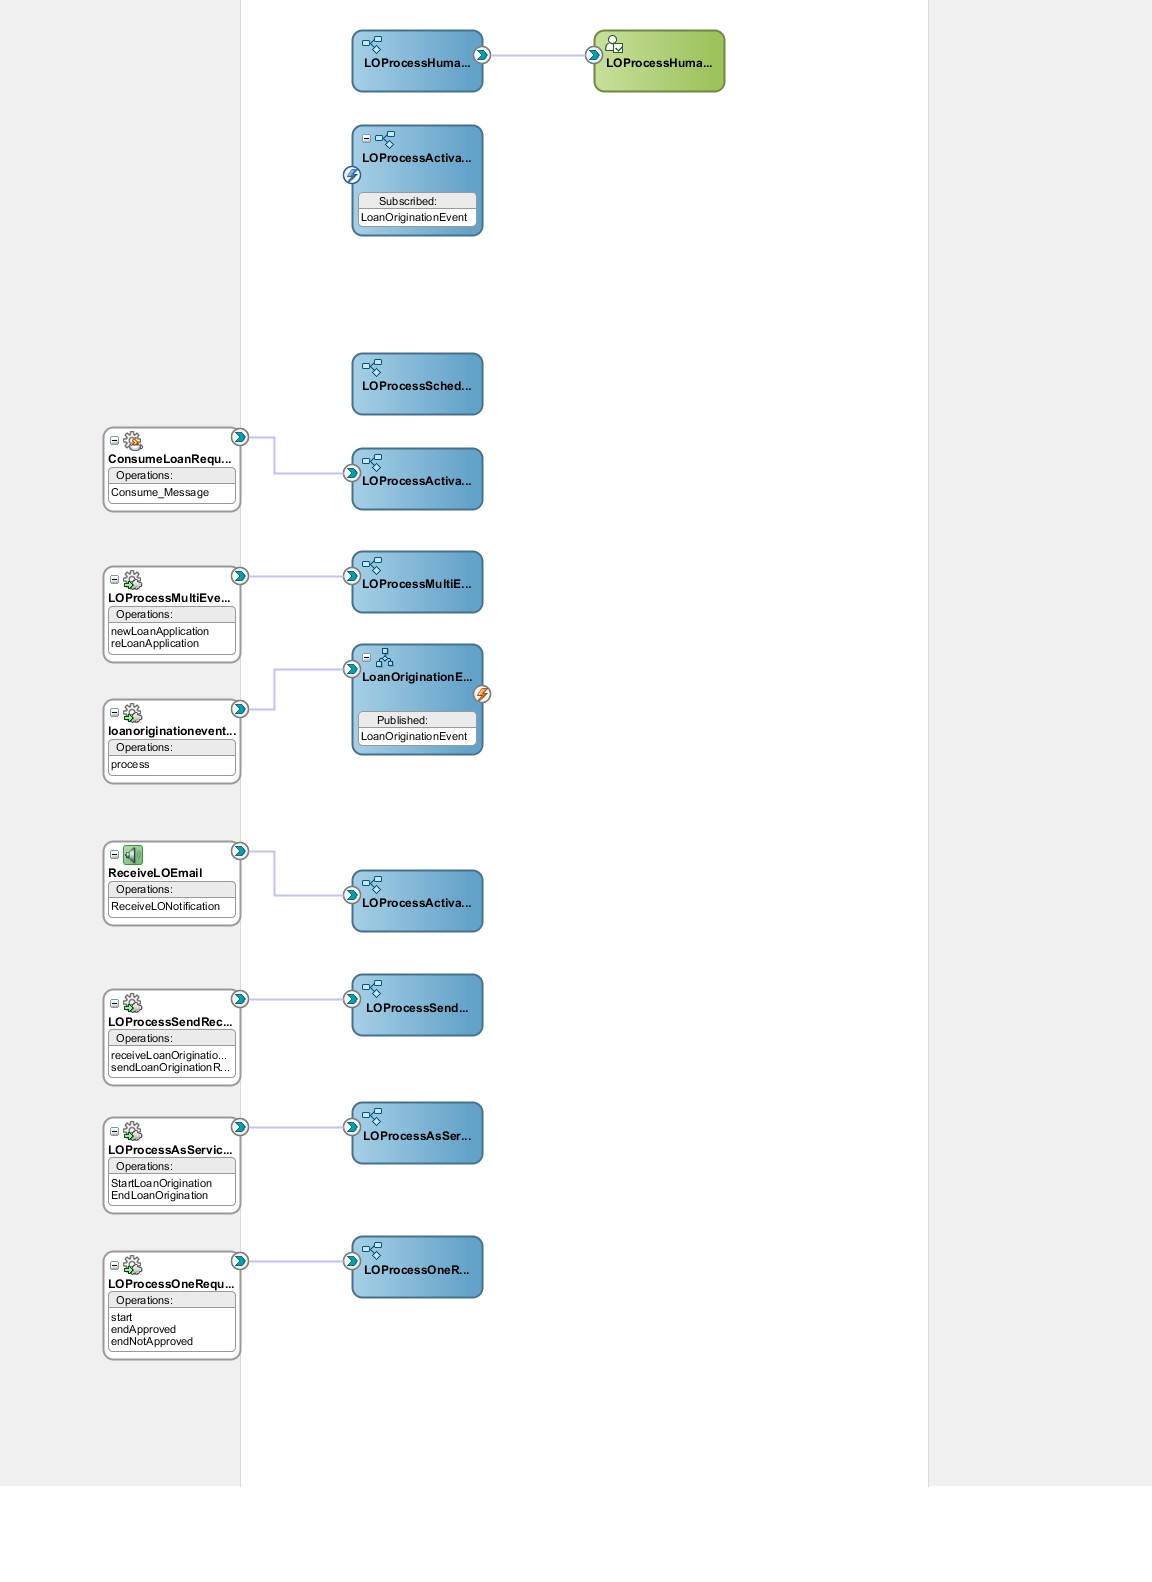 LOProcessHuma...
LOProcessHuma...
LOProcessActiva...
Subscribed:
LoanOriginationEvent
LOProcessSched...
ConsumeLoanRequ...
Operations:
Consume_Message
LOProcessActiva...
LOProcessMultiEve...
Operations:
newLoanApplication
reLoanApplication
LOProcessMultiE...
loanoriginationevent...
Operations:
process
LoanOriginationE...
Published:
LoanOriginationEvent
ReceiveLOEmail
Operations:
ReceiveLONotification
LOProcessActiva...
LOProcessSendRec...
Operations:
receiveLoanOriginatio...
sendLoanOriginationR...
LOProcessSend...
LOProcessAsServic...
Operations:
StartLoanOrigination
EndLoanOrigination
LOProcessAsSer...
LOProcessOneRequ...
Operations:
start
endApproved
endNotApproved
LOProcessOneR...